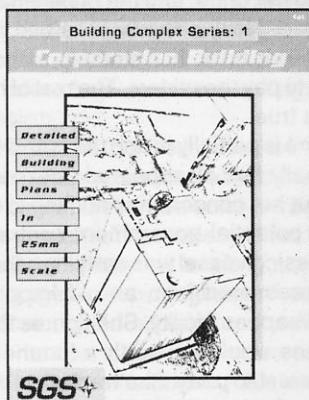 Building Complex Series: 1
Corporation Building
Detailed
Building
Plans
In
25mm
Scale
SGS